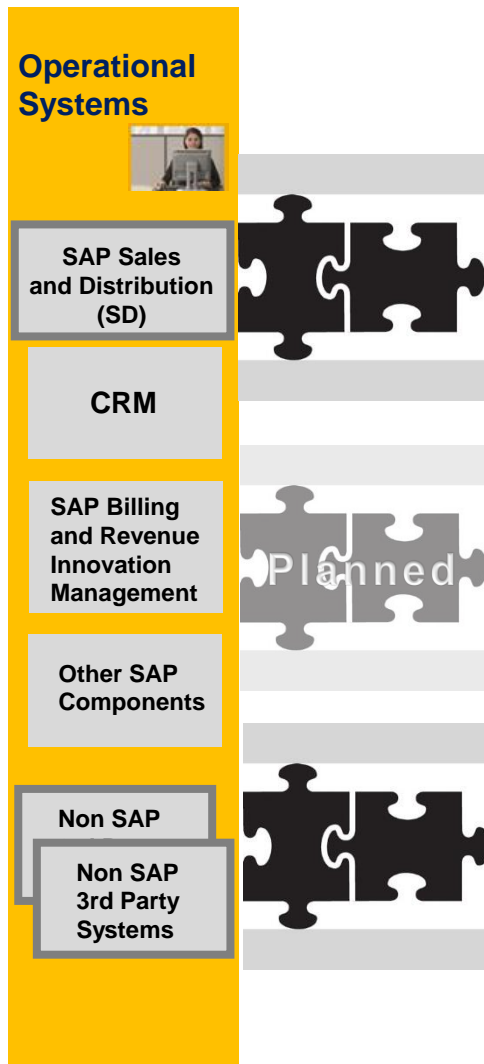 Operational
Systems
SAP Sales
and Distribution
(SD)
CRM
SAP Billing
and Revenue
Innovation
Management
Planned
Other SAP
Components
Non SAP
Non SAP
3rd Party
Systems